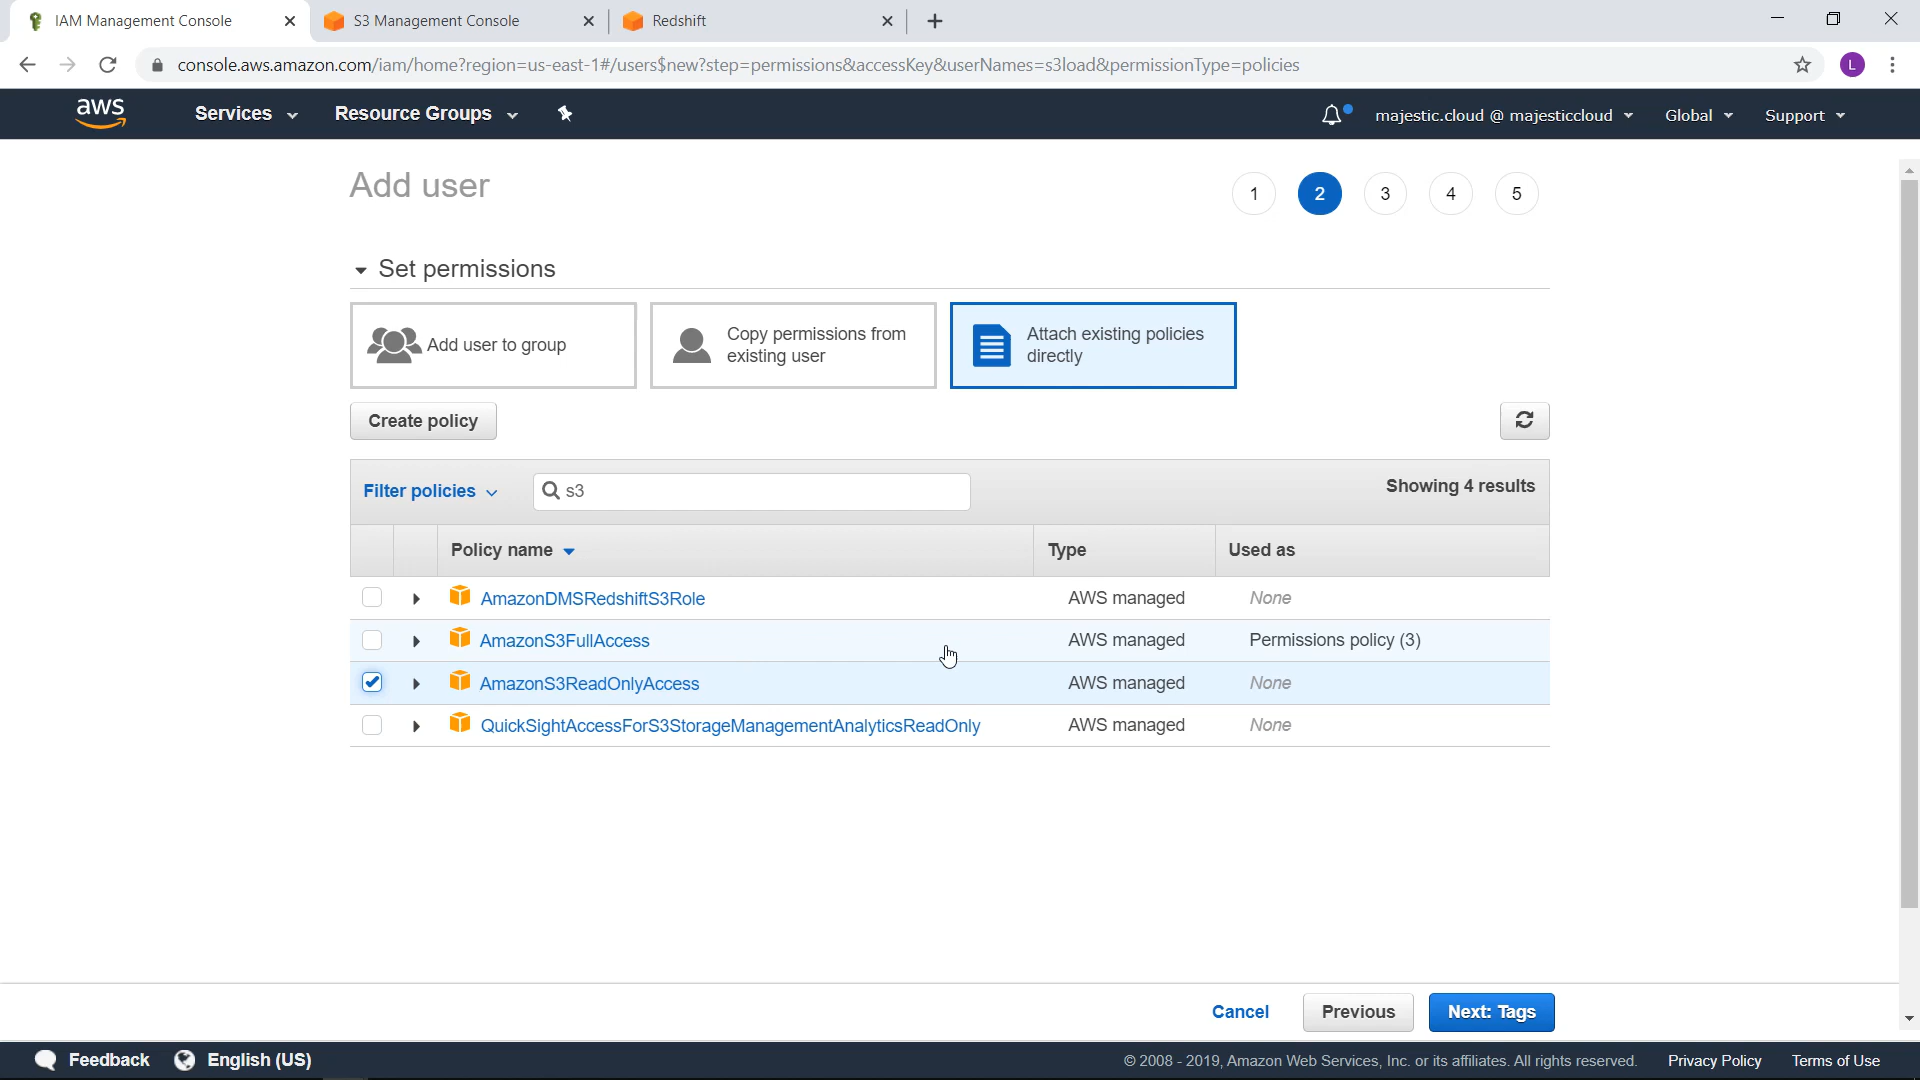 IAM Management Console
S3 Management Console
Redshift
console.aws.amazon.com/iam/home?region=us-east-1#/users$new?step=permissions&accessKey&userNames=s3load&permissionType=policies
L
aws
Services
Resource Groups
majestic.cloud @ majesticcloud
Global
Support
Add user
1
2
3
4
5
Set permissions
Add user to group
Copy permissions from
existing user
Attach existing policies
directly
Create policy
Filter policies
s3
Showing 4 results
Policy name
Type
Used as
AmazonDMSRedshiftS3Role
AWS managed
None
AmazonS3FullAccess
AWS managed
Permissions policy (3)
AmazonS3ReadOnlyAccess
AWS managed
None
QuickSightAccessForS3StorageManagementAnalyticsReadOnly
AWS managed
None
Cancel
Previous
Next: Tags
Feedback
English (US)
© 2008 - 2019, Amazon Web Services, Inc. or its affiliates. All rights reserved.
Privacy Policy
Terms of Use